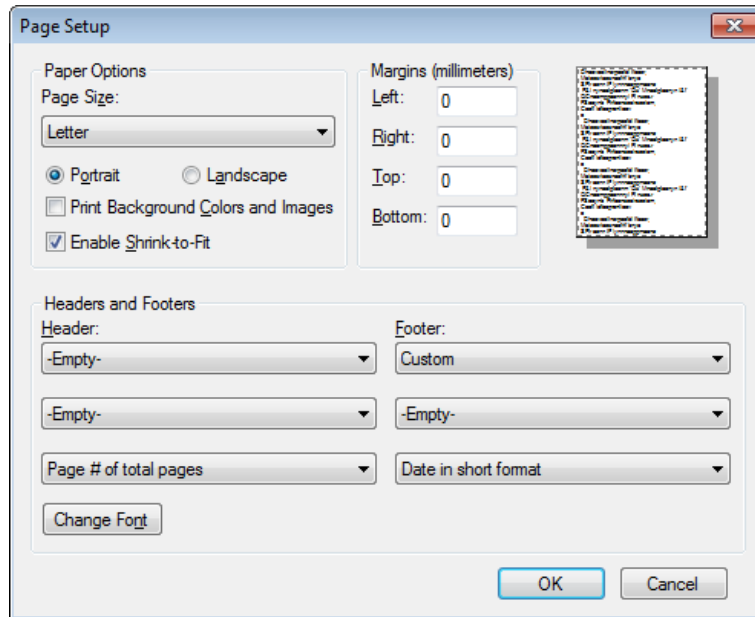 Page Setup
Paper Options
Page Size:
Letter
Portrait
Landscape
Print Background Colors and Images
Enable Shrink-to-Fit
Margins (millimeters)
Left: 0
Right: 0
Top: 0
Bottom: 0
Headers and Footers
Header:
-Empty-
-Empty-
Page # of total pages
Footer:
Custom
-Empty-
Date in short format
Change Font
OK
Cancel